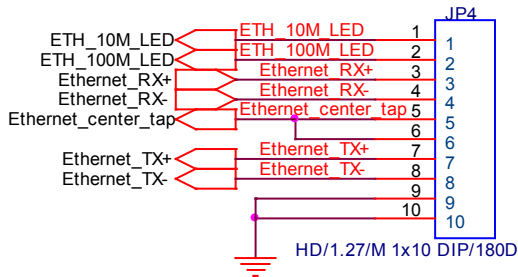 JP4
ETH_10M_LED ETH_10M_LED 1 1
ETH_100M_LED ETH_100M_LED 2 2
Ethernet_RX+ Ethernet_RX+ 3 3
Ethernet_RX- Ethernet_RX- 4 4
Ethernet_center_tap Ethernet_center_tap 5 5
6 6
Ethernet_TX+ Ethernet_TX+ 7 7
Ethernet_TX- Ethernet_TX- 8 8
9 9
10 10
HD/1.27/M 1x10 DIP/180D